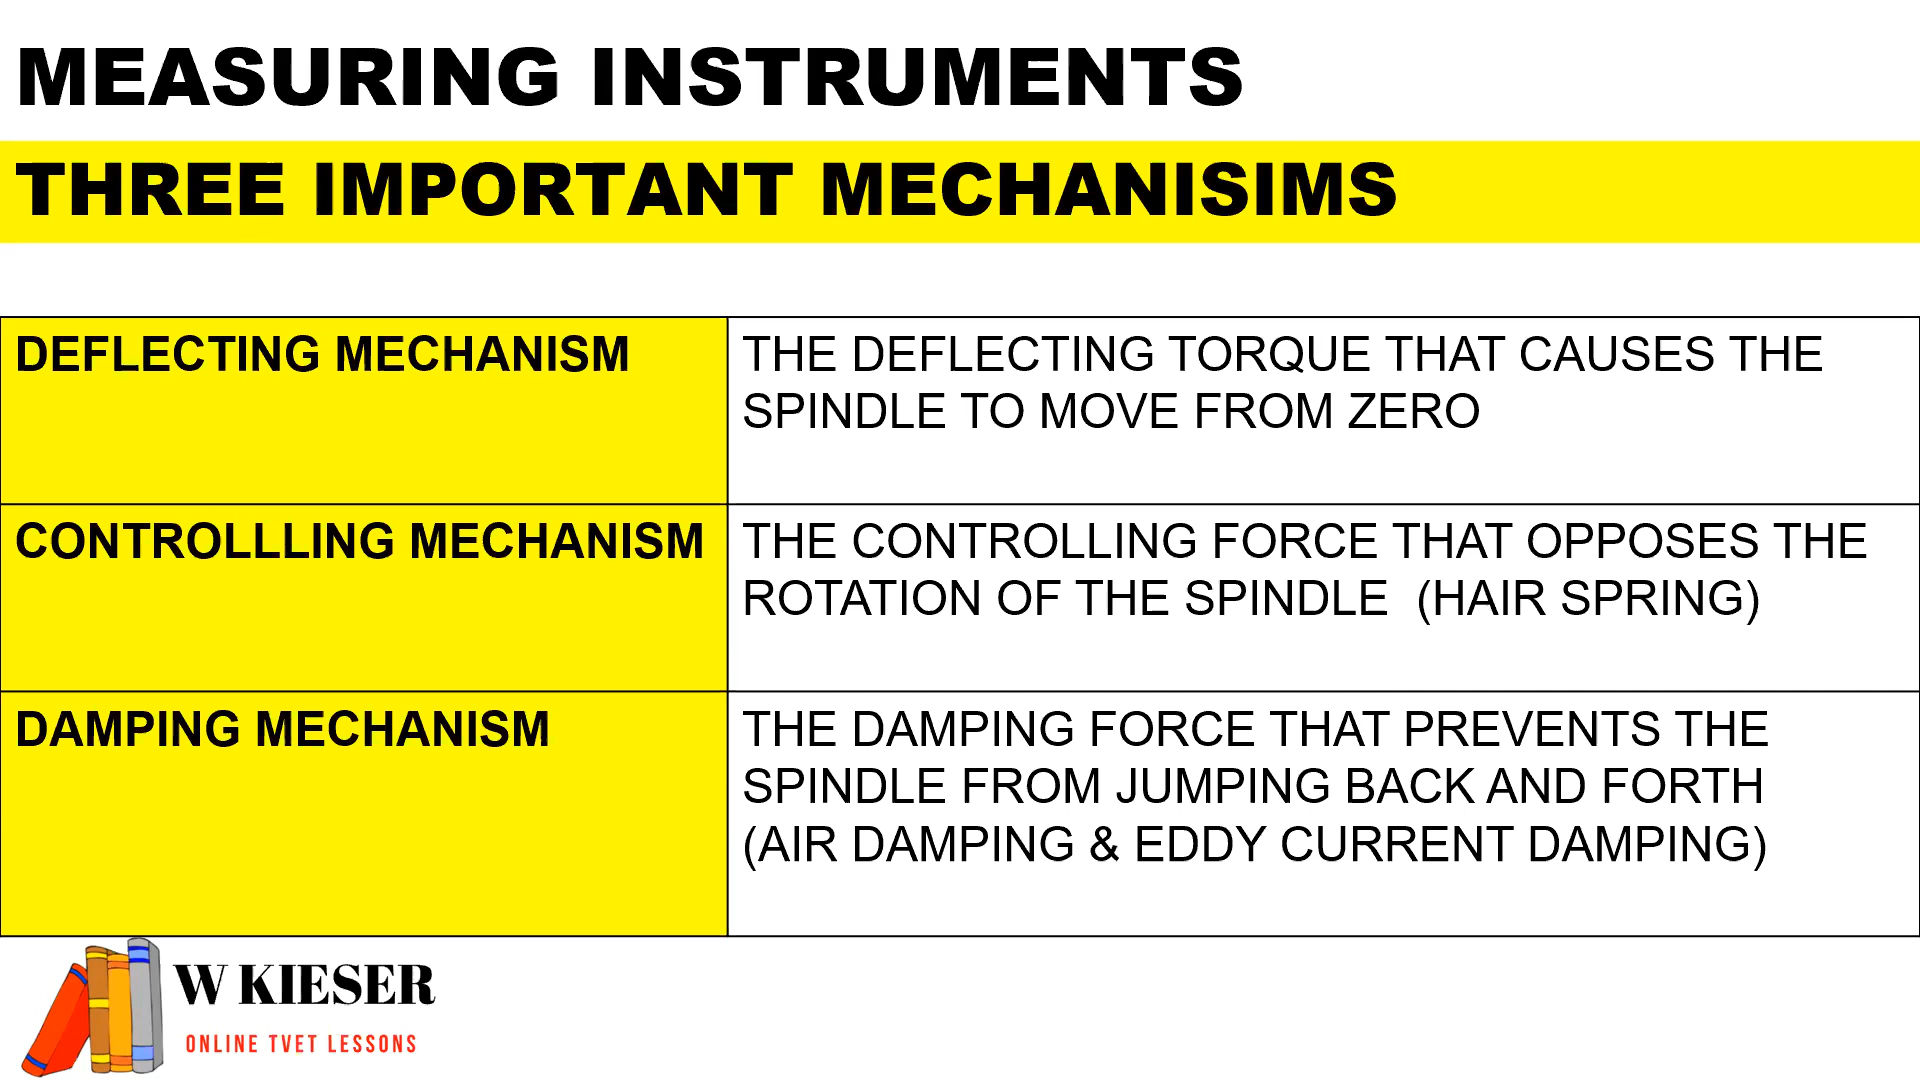 MEASURING INSTRUMENTS
THREE IMPORTANT MECHANISIMS
DEFLECTING MECHANISM
THE DEFLECTING TORQUE THAT CAUSES THE
SPINDLE TO MOVE FROM ZERO
CONTROLLLING MECHANISM
THE CONTROLLING FORCE THAT OPPOSES THE
ROTATION OF THE SPINDLE (HAIR SPRING)
DAMPING MECHANISM
THE DAMPING FORCE THAT PREVENTS THE
SPINDLE FROM JUMPING BACK AND FORTH
(AIR DAMPING & EDDY CURRENT DAMPING)
W KIESER
ONLINE TVET LESSONS